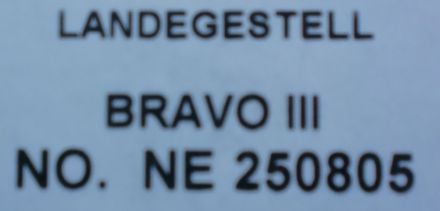 LANDEGESTELL
BRAVO III
NO. NE 250805